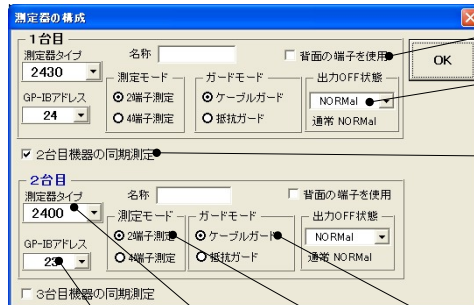 測定器の構成
1台目
測定器タイプ
名称
背面の端子を使用
OK
2430
測定モード
ガードモード
出力OFF状態
2端子測定
ケーブルガード
NORMal
GP-IBアドレス
24
4端子測定
抵抗ガード
通常 NORMal
2台目機器の同期測定
2台目
測定器タイプ
名称
背面の端子を使用
2400
測定モード
ガードモード
出力OFF状態
2端子測定
ケーブルガード
NORMal
GP-IBアドレス
23
4端子測定
抵抗ガード
通常 NORMal
3台目機器の同期測定